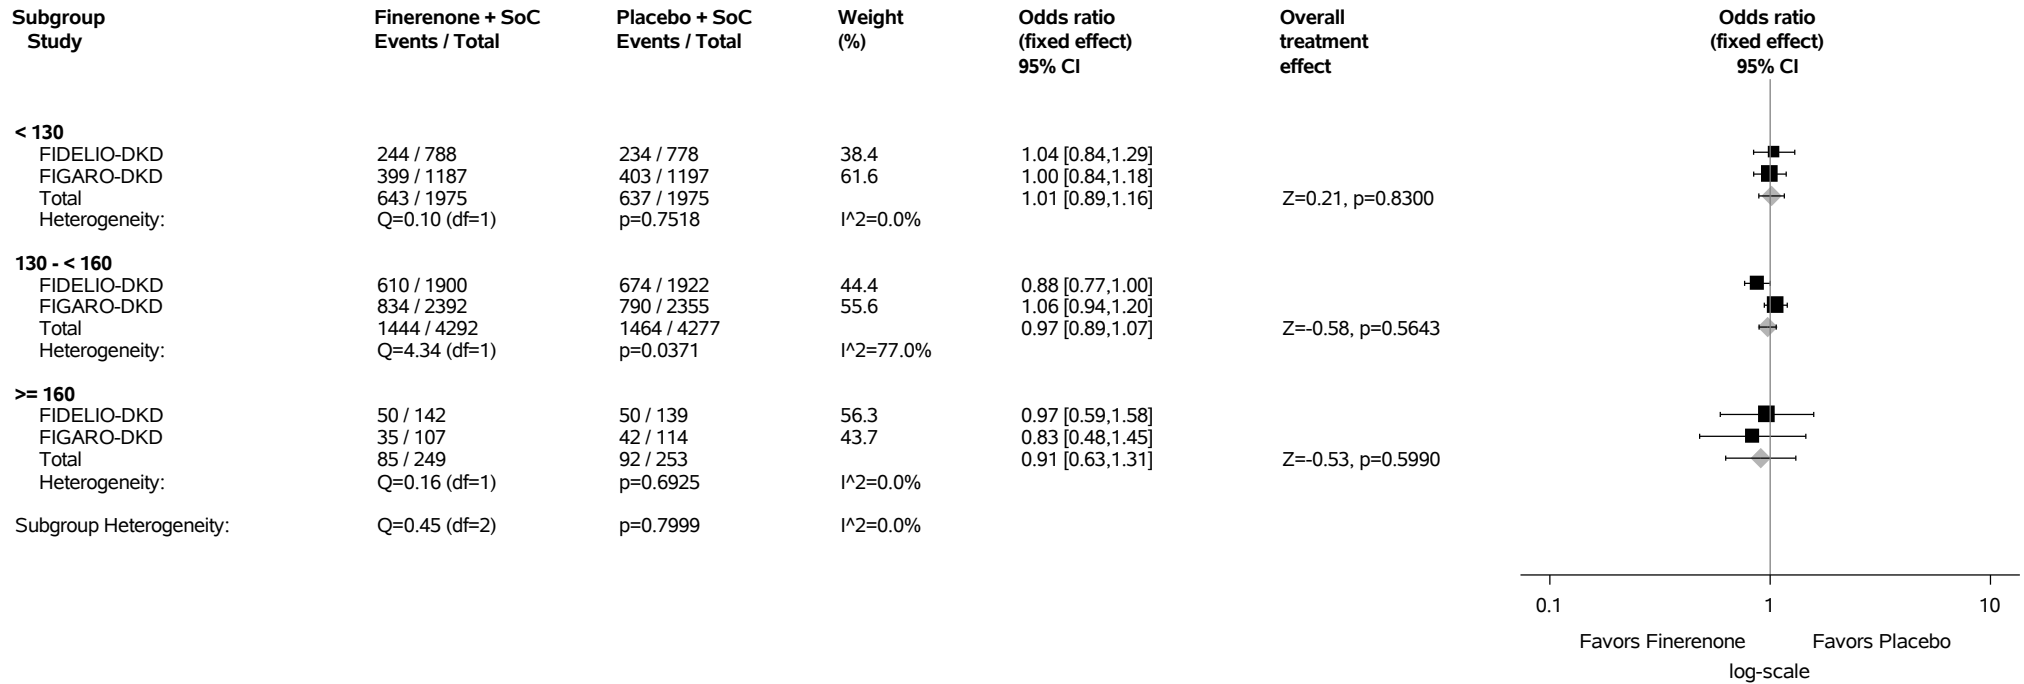 Subgroup Finerenone + SoC Placebo + SoC Weight Odds ratio Overall Odds ratio
Study Events / Total Events / Total (%) (fixed effect) treatment (fixed effect)
95% CI effect 95% CI
< 130
FIDELIO-DKD 244 / 788 234 / 778 38.4 1.04 [0.84,1.29]
FIGARO-DKD 399 / 1187 403 / 1197 61.6 1.00 [0.84,1.18]
Total 643 / 1975 637 / 1975 1.01 [0.89,1.16] Z=0.21, p=0.8300
Heterogeneity: Q=0.10 (df=1) p=0.7518 I^2=0.0%
130 - < 160
FIDELIO-DKD 610 / 1900 674 / 1922 44.4 0.88 [0.77,1.00]
FIGARO-DKD 834 / 2392 790 / 2355 55.6 1.06 [0.94,1.20]
Total 1444 / 4292 1464 / 4277 0.97 [0.89,1.07] Z=-0.58, p=0.5643
Heterogeneity: Q=4.34 (df=1) p=0.0371 I^2=77.0%
>= 160
FIDELIO-DKD 50 / 142 50 / 139 56.3 0.97 [0.59,1.58]
FIGARO-DKD 35 / 107 42 / 114 43.7 0.83 [0.48,1.45]
Total 85 / 249 92 / 253 0.91 [0.63,1.31] Z=-0.53, p=0.5990
Heterogeneity: Q=0.16 (df=1) p=0.6925 I^2=0.0%
Subgroup Heterogeneity: Q=0.45 (df=2) p=0.7999 I^2=0.0%
0.1 1 10
Favors Finerenone Favors Placebo
log-scale